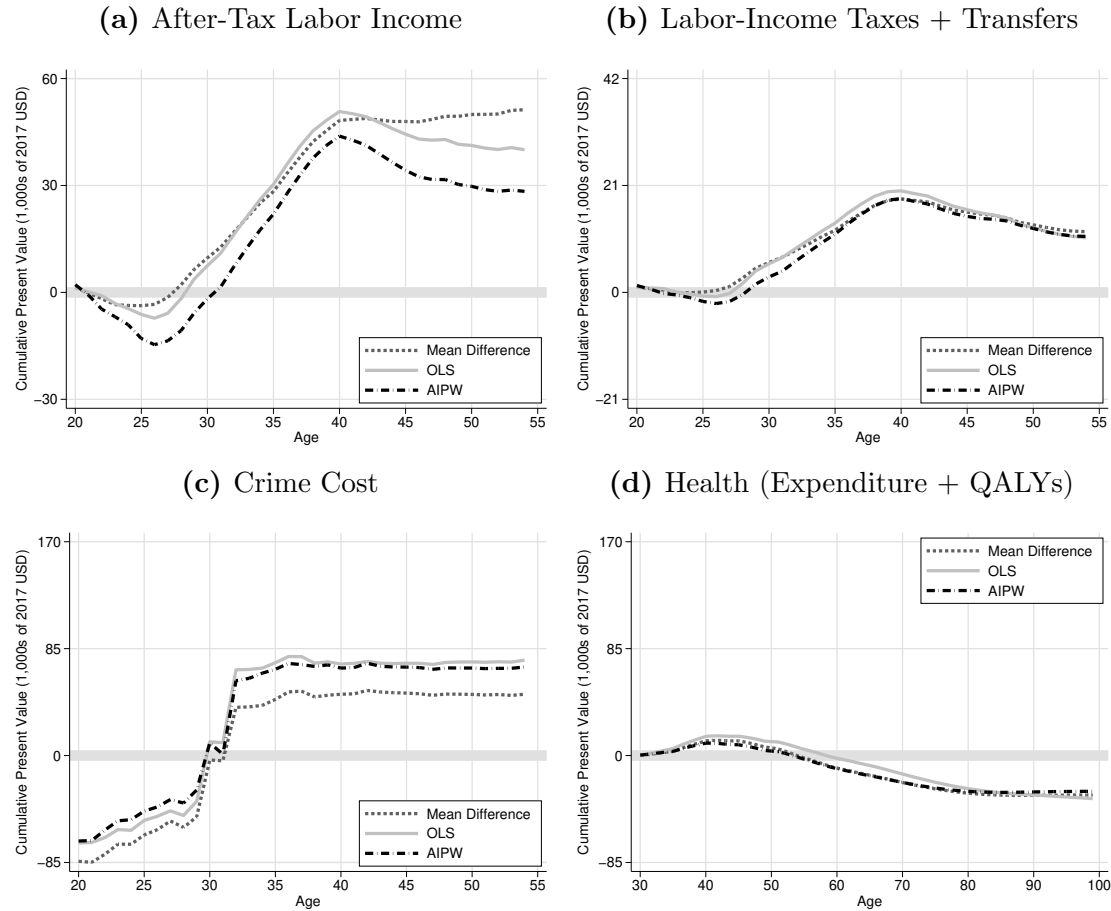 (a) After-Tax Labor Income
Cumulative Present Value (1,000s of 2017 USD)
60
30
0
−30
20 25 30 35 40 45 50 55
Age
Mean Difference
OLS
AIPW
(b) Labor-Income Taxes + Transfers
Cumulative Present Value (1,000s of 2017 USD)
42
21
0
−21
20 25 30 35 40 45 50 55
Age
Mean Difference
OLS
AIPW
(c) Crime Cost
Cumulative Present Value (1,000s of 2017 USD)
170
85
0
−85
20 25 30 35 40 45 50 55
Age
Mean Difference
OLS
AIPW
(d) Health (Expenditure + QALYs)
Cumulative Present Value (1,000s of 2017 USD)
170
85
0
−85
30 40 50 60 70 80 90 100
Age
Mean Difference
OLS
AIPW